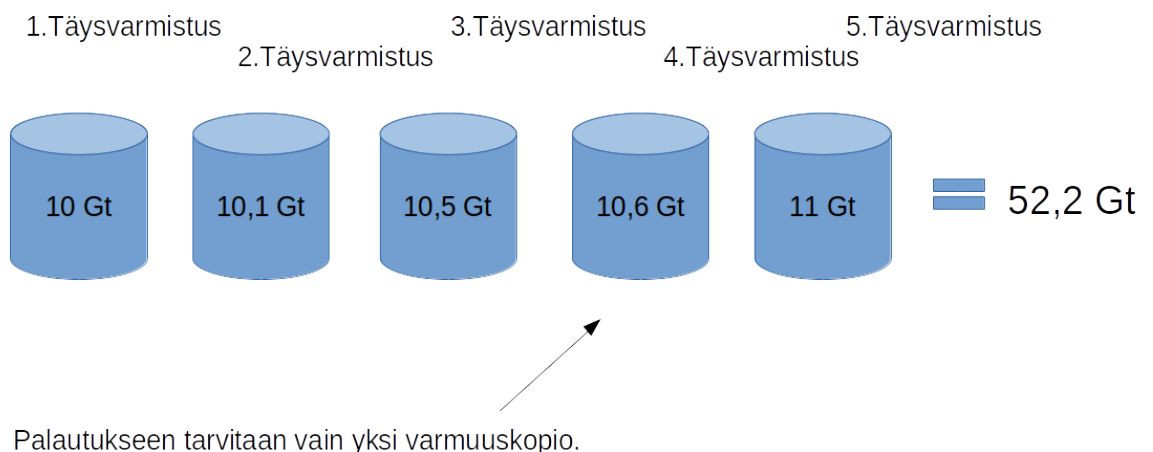 1.Täysvarmistus
2.Täysvarmistus
3.Täysvarmistus
4.Täysvarmistus
5.Täysvarmistus
10 Gt
10,1 Gt
10,5 Gt
10,6 Gt
11 Gt
52,2 Gt
Palautukseen tarvitaan vain yksi varmuuskopio.